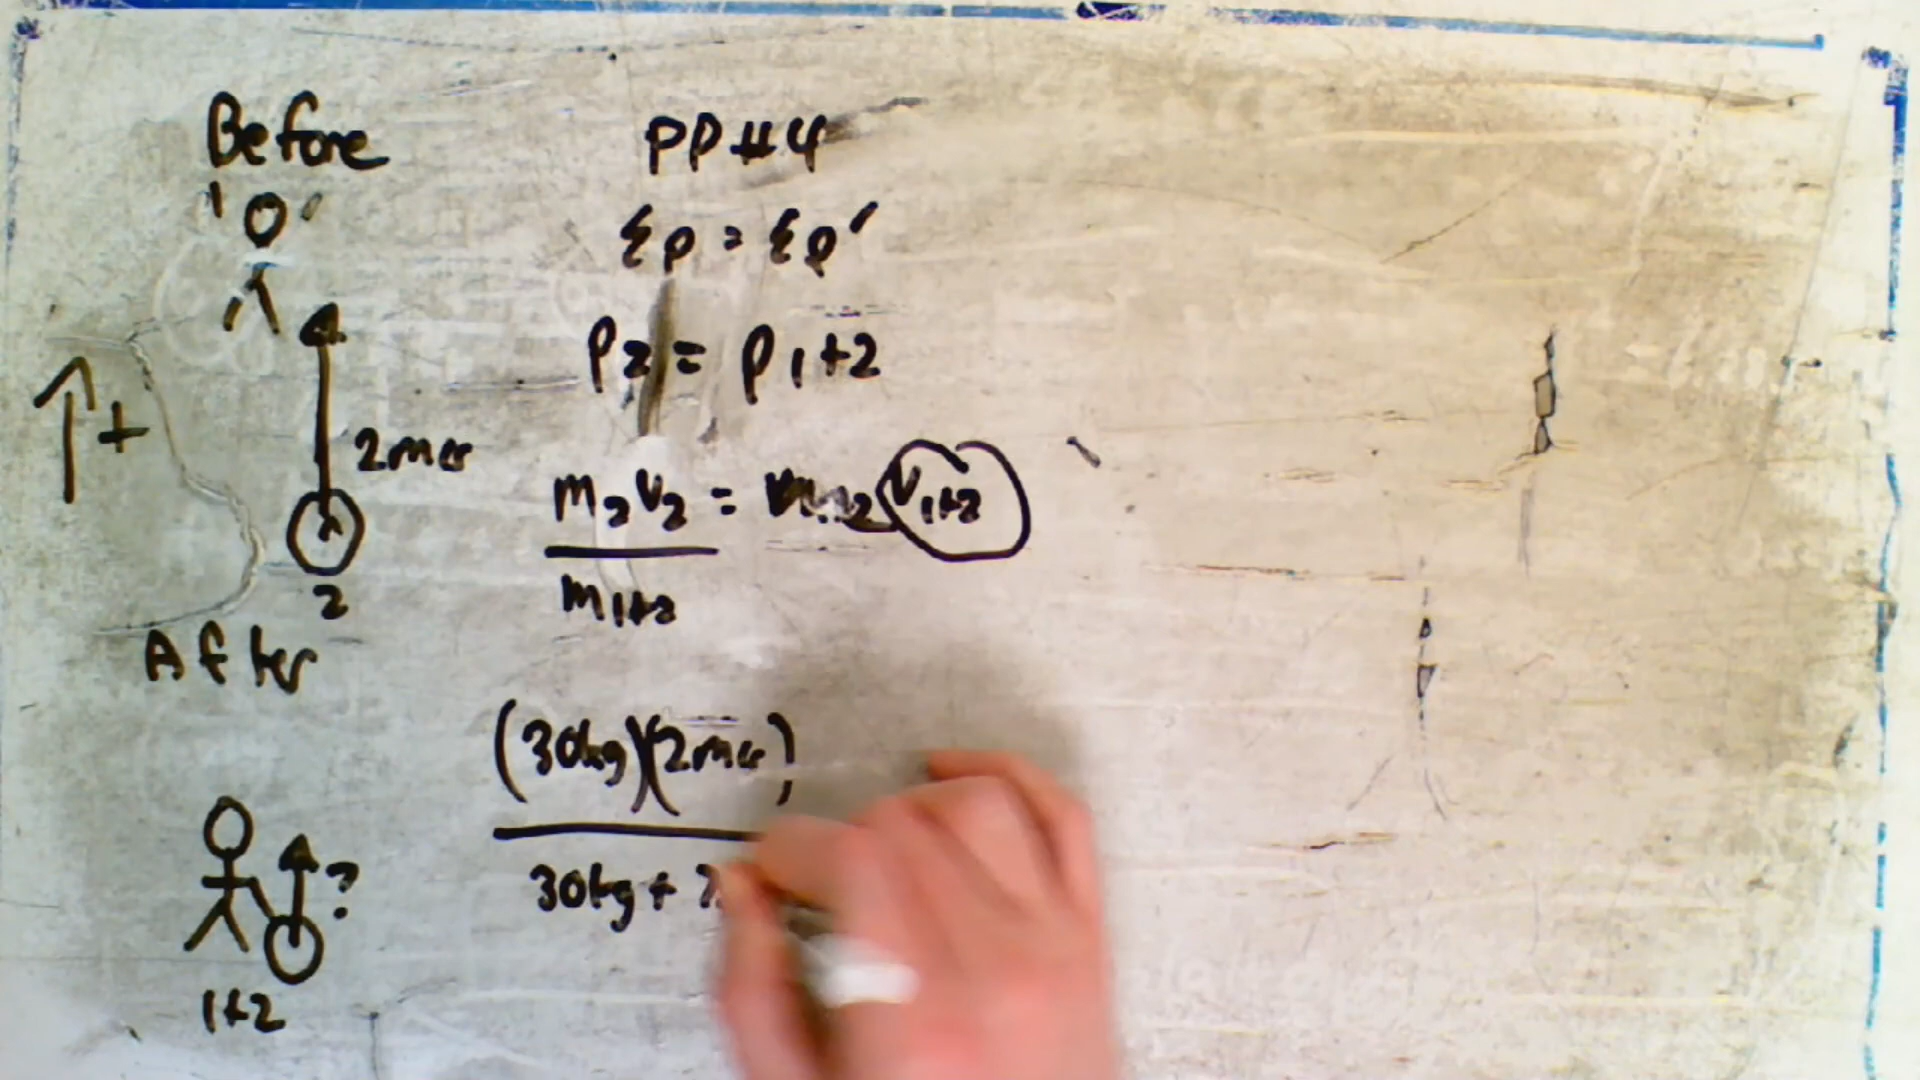 Before
1
+
2m/s
2
After
?
1+2
PP#4
Σp = Σp'
p2 = p1+2
m2v2 = m1+2 v1+2
m1+2
(30kg)(2m/s)
30kg +